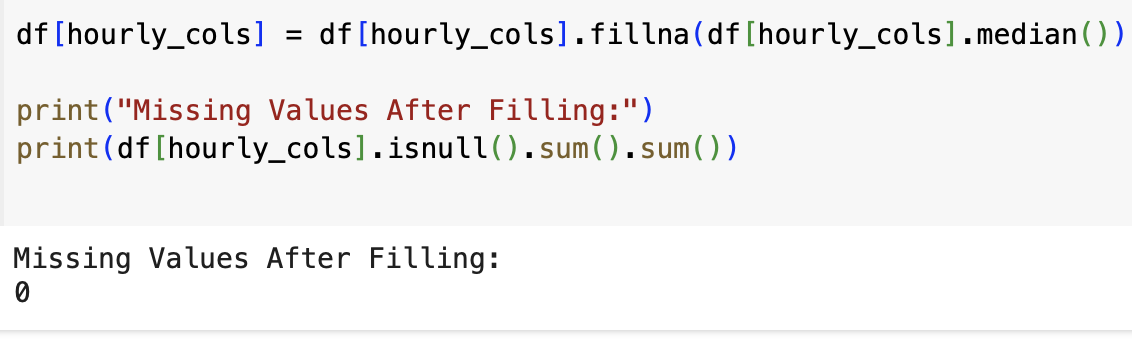 df[hourly_cols] = df[hourly_cols].fillna(df[hourly_cols].median())
print("Missing Values After Filling:")
print(df[hourly_cols].isnull().sum().sum())
Missing Values After Filling:
0